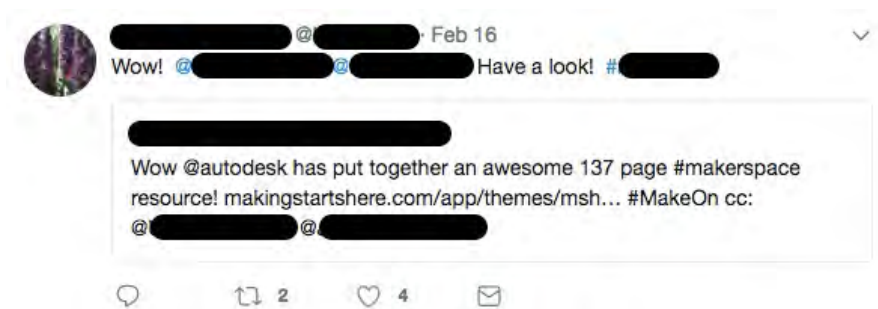 @ · Feb 16
Wow! @ @ Have a look! #
Wow @autodesk has put together an awesome 137 page #makerspace
resource! makingstartshere.com/app/themes/msh... #MakeOn cc:
@ @
2 4